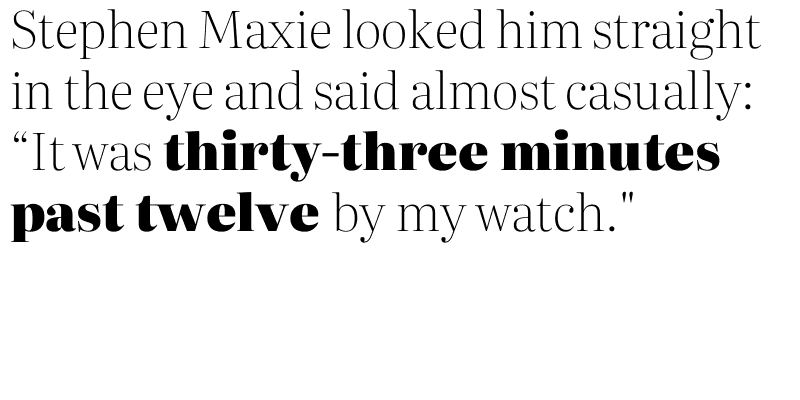 Stephen Maxie looked him straight
in the eye and said almost casually:
“It was thirty-three minutes
past twelve by my watch."